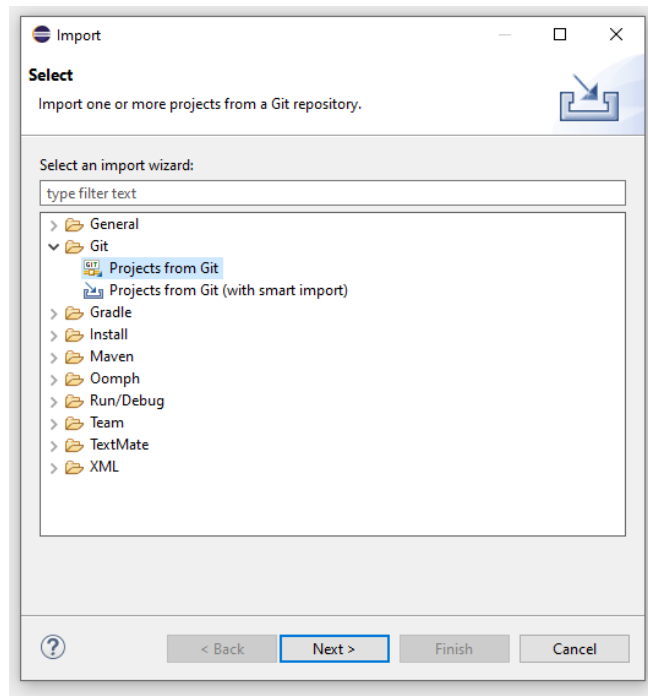 Import
Select
Import one or more projects from a Git repository.
Select an import wizard:
type filter text
General
Git
GIT
Projects from Git
Projects from Git (with smart import)
Gradle
Install
Maven
Oomph
Run/Debug
Team
TextMate
XML
? < Back Next > Finish Cancel